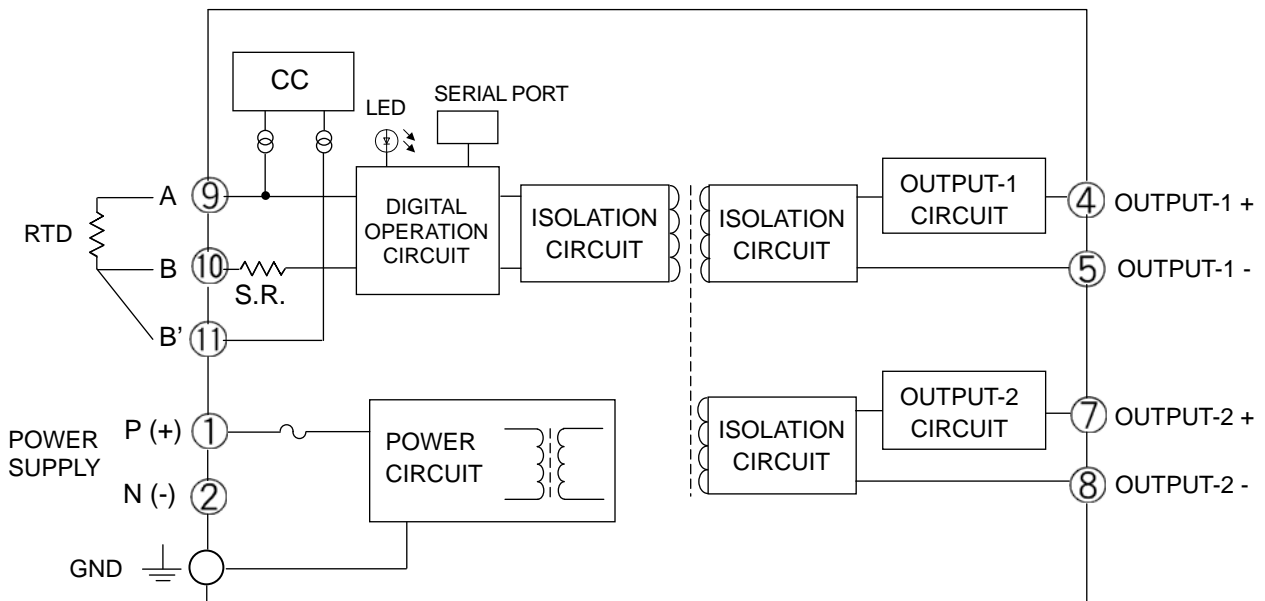 CC
LED
SERIAL PORT
RTD
A
9
B
10
S.R.
B’
11
DIGITAL
OPERATION
CIRCUIT
ISOLATION
CIRCUIT
ISOLATION
CIRCUIT
OUTPUT-1
CIRCUIT
4
OUTPUT-1 +
5
OUTPUT-1 -
POWER
SUPPLY
P (+)
1
N (-)
2
GND
POWER
CIRCUIT
ISOLATION
CIRCUIT
OUTPUT-2
CIRCUIT
7
OUTPUT-2 +
8
OUTPUT-2 -